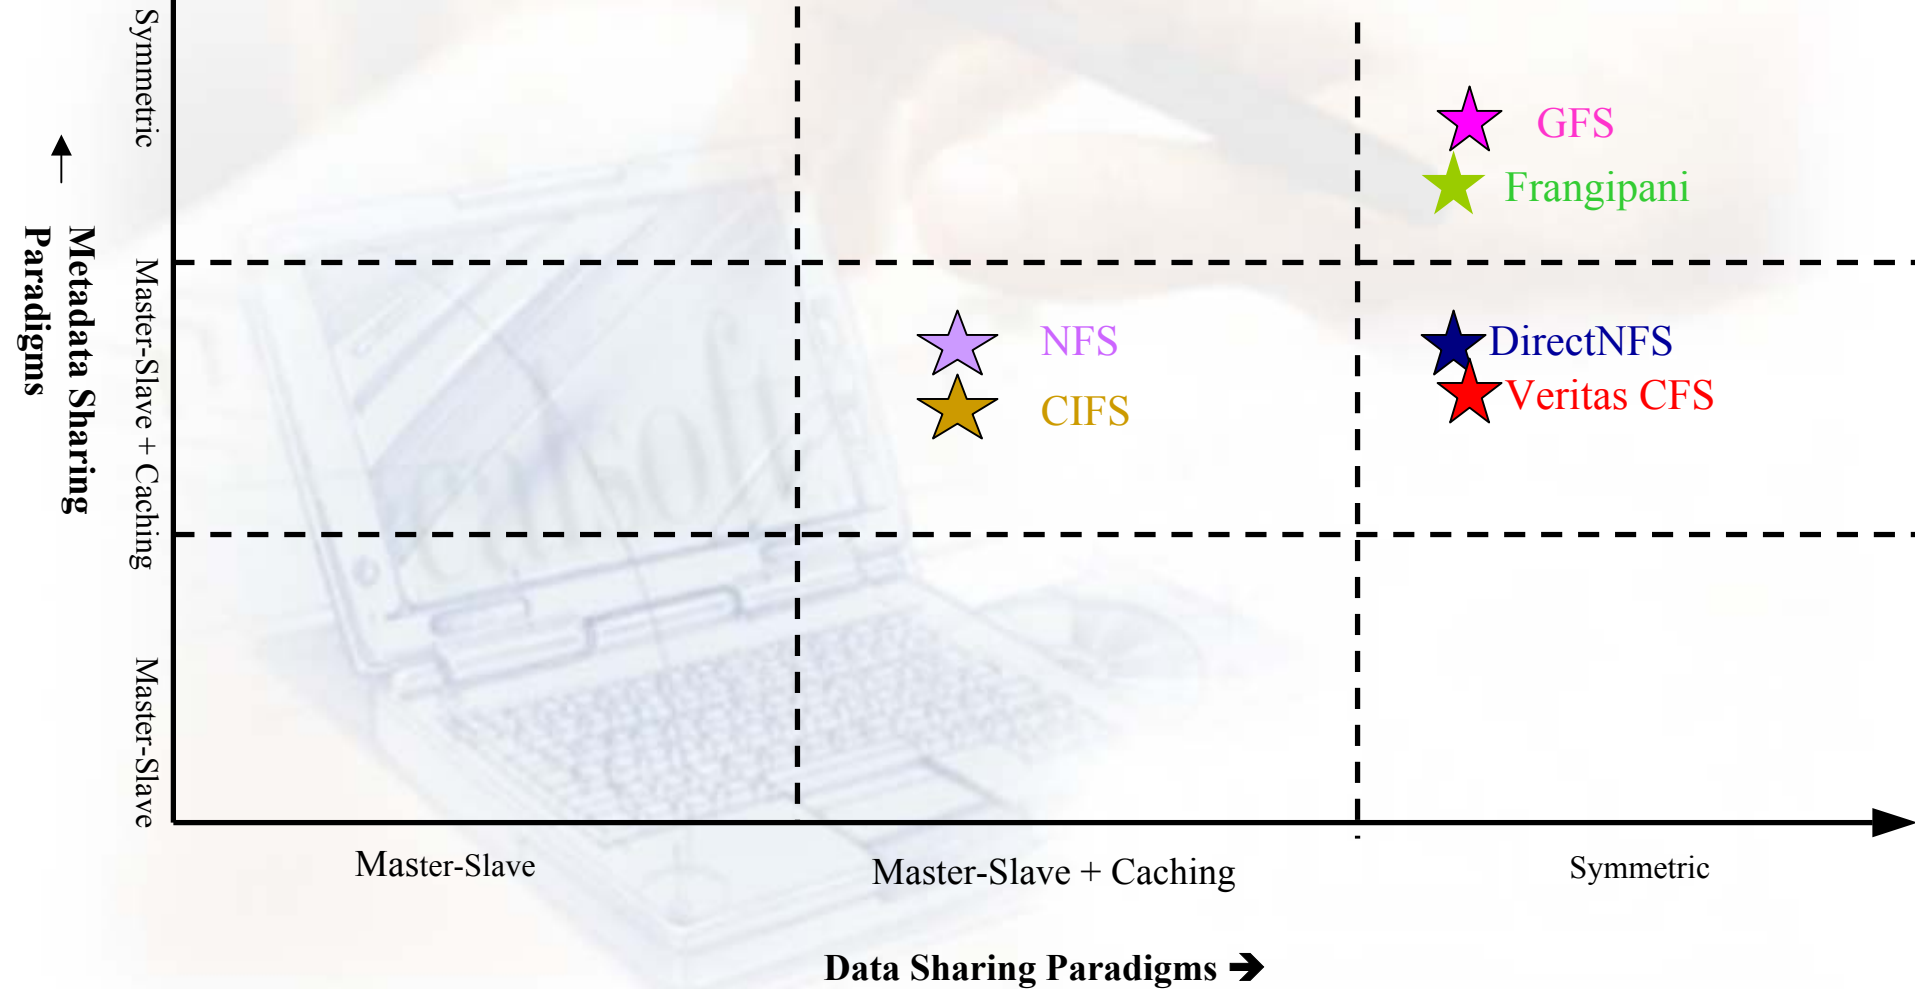 Symmetric
GFS
Frangipani
Metadata Sharing
Paradigms
Master-Slave + Caching
NFS
CIFS
DirectNFS
Veritas CFS
Master-Slave
Master-Slave
Master-Slave + Caching
Symmetric
Data Sharing Paradigms ➔